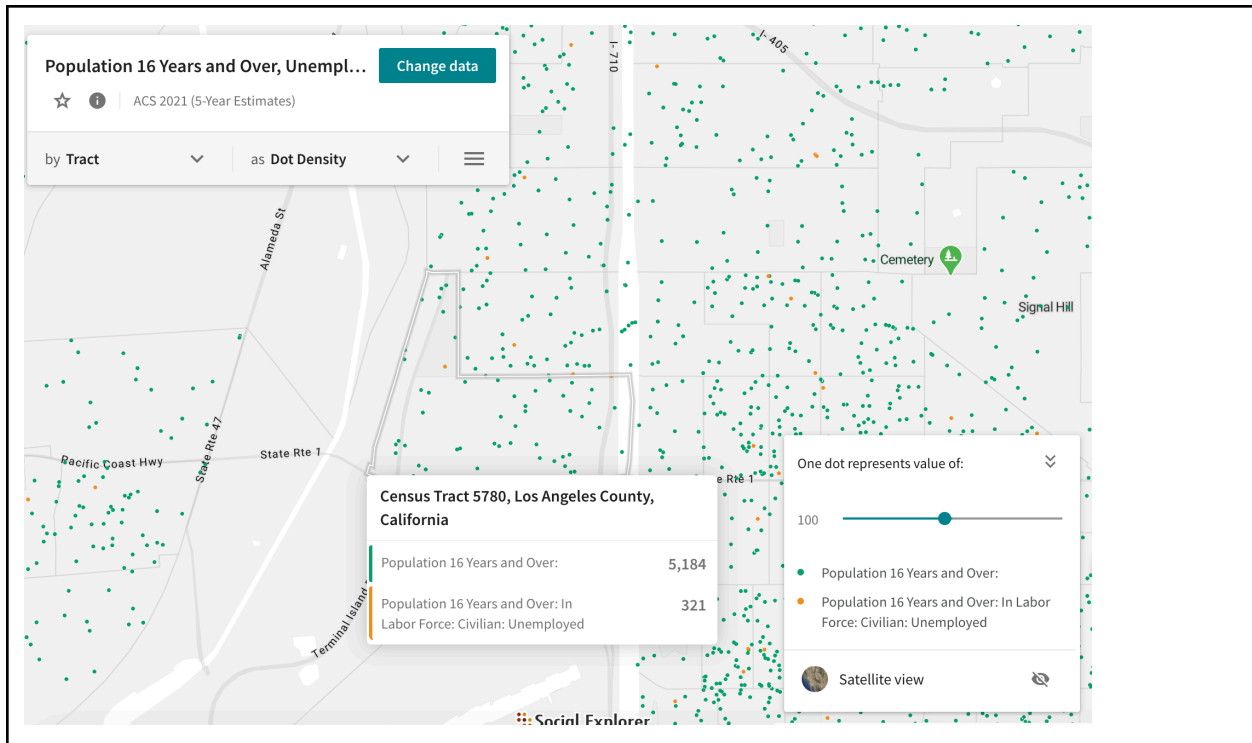 Population 16 Years and Over, Unempl...
Change data
ACS 2021 (5-Year Estimates)
by Tract
as Dot Density
I- 710
I- 405
Alameda St
Cemetery
Signal Hill
State Rte 47
Pacific Coast Hwy
State Rte 1
e Rte 1
Terminal Island
Census Tract 5780, Los Angeles County,
California
Population 16 Years and Over:
5,184
Population 16 Years and Over: In
Labor Force: Civilian: Unemployed
321
One dot represents value of:
100
Population 16 Years and Over:
Population 16 Years and Over: In Labor
Force: Civilian: Unemployed
Satellite view
Social Explorer